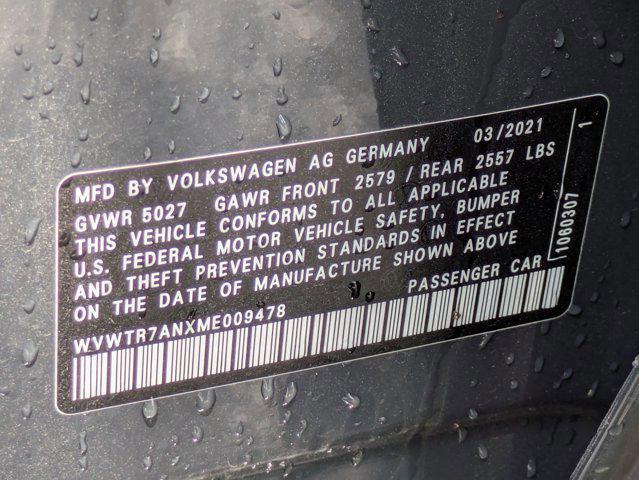 MFD BY VOLKSWAGEN AG GERMANY 03/2021
GVWR 5027 GAWR FRONT 2579 / REAR 2557 LBS
THIS VEHICLE CONFORMS TO ALL APPLICABLE
U.S. FEDERAL MOTOR VEHICLE SAFETY, BUMPER
AND THEFT PREVENTION STANDARDS IN EFFECT
ON THE DATE OF MANUFACTURE SHOWN ABOVE
WVWTR7ANXME009478 PASSENGER CAR
/1060307 1